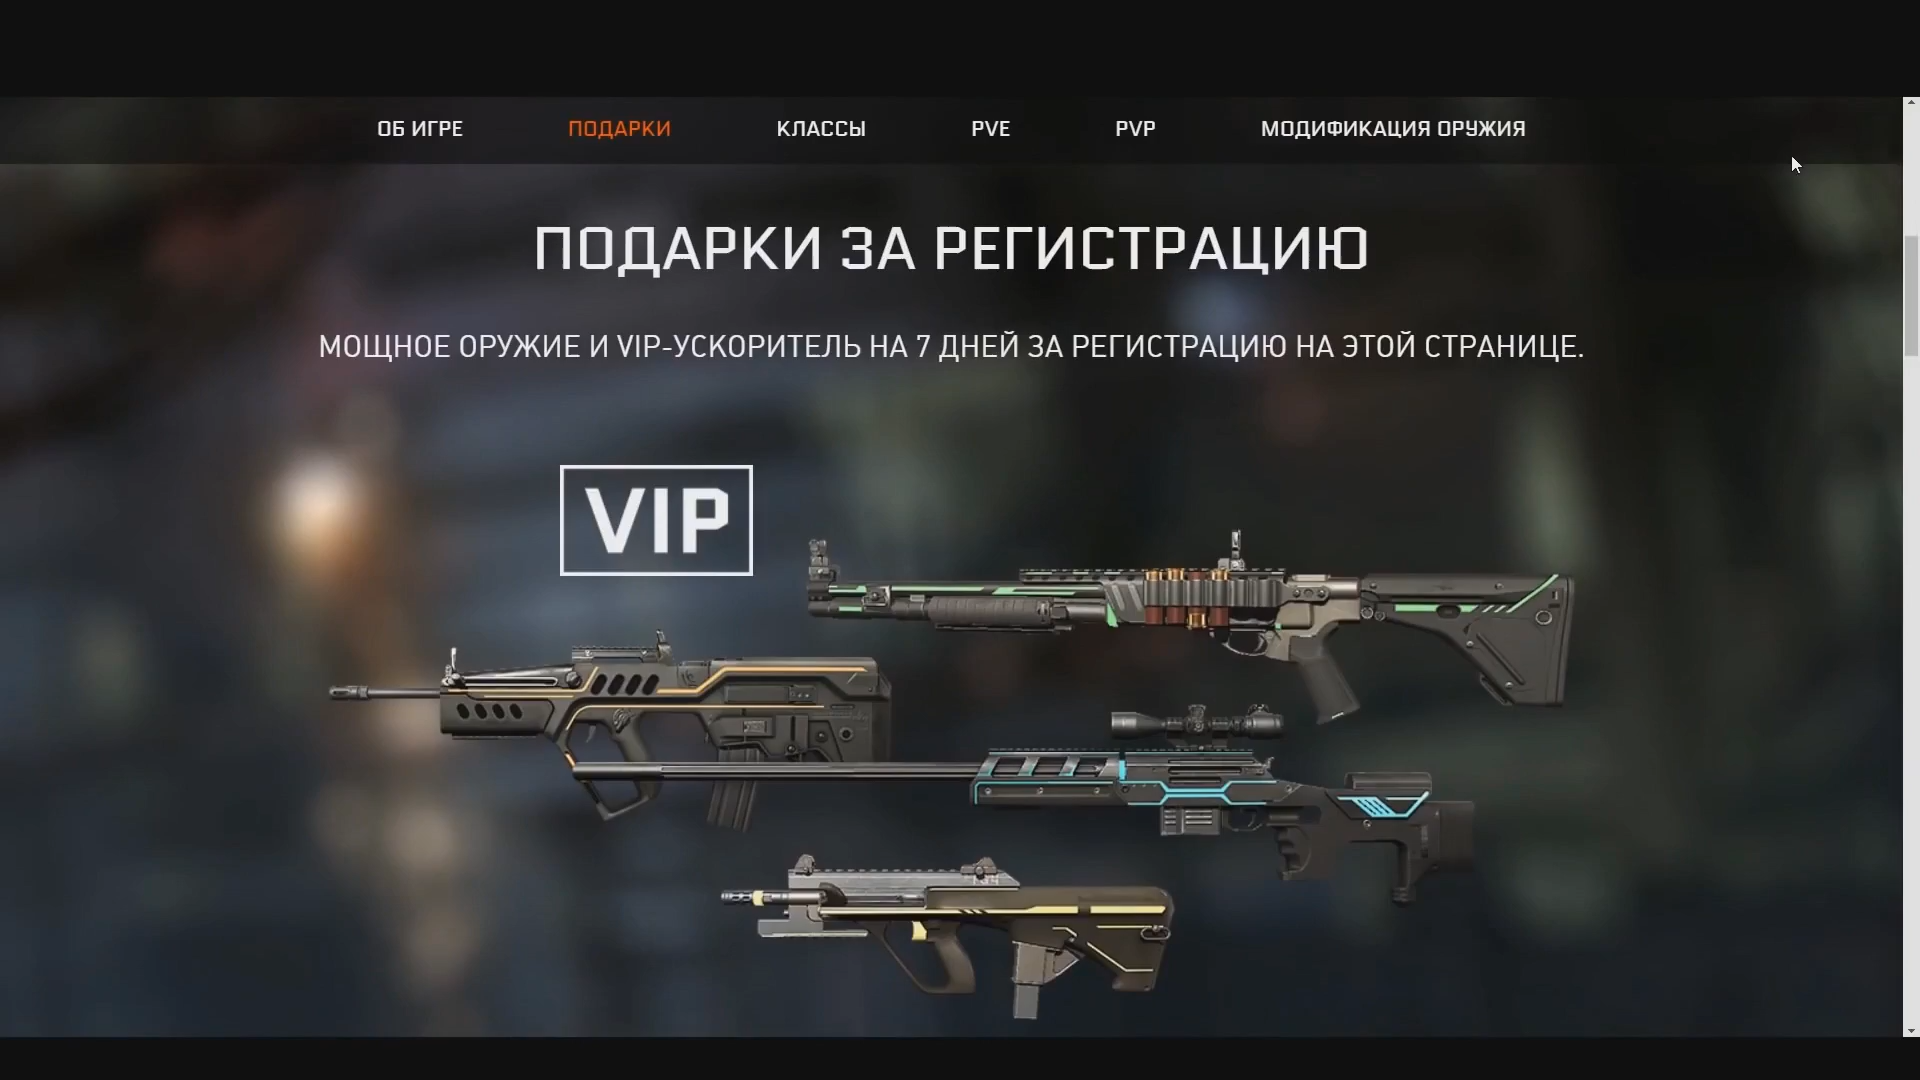 ОБ ИГРЕ ПОДАРКИ КЛАССЫ PVE PVP МОДИФИКАЦИЯ ОРУЖИЯ
ПОДАРКИ ЗА РЕГИСТРАЦИЮ
МОЩНОЕ ОРУЖИЕ И VIP-УСКОРИТЕЛЬ НА 7 ДНЕЙ ЗА РЕГИСТРАЦИЮ НА ЭТОЙ СТРАНИЦЕ.
VIP